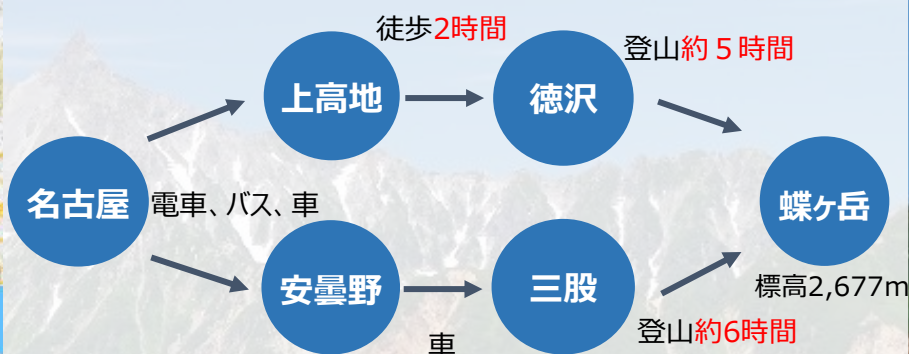 徒歩2時間
登山約５時間
上高地
徳沢
名古屋
電車、バス、車
蝶ヶ岳
標高2,677m
安曇野
三股
車
登山約6時間